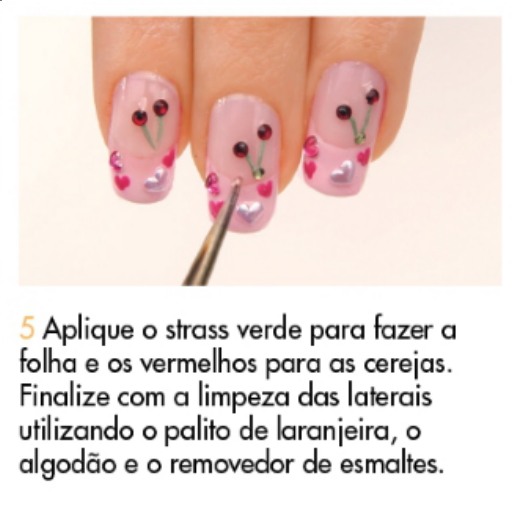 5 Aplique o strass verde para fazer a
folha e os vermelhos para as cerejas.
Finalize com a limpeza das laterais
utilizando o palito de laranjeira, o
algodão e o removedor de esmaltes.